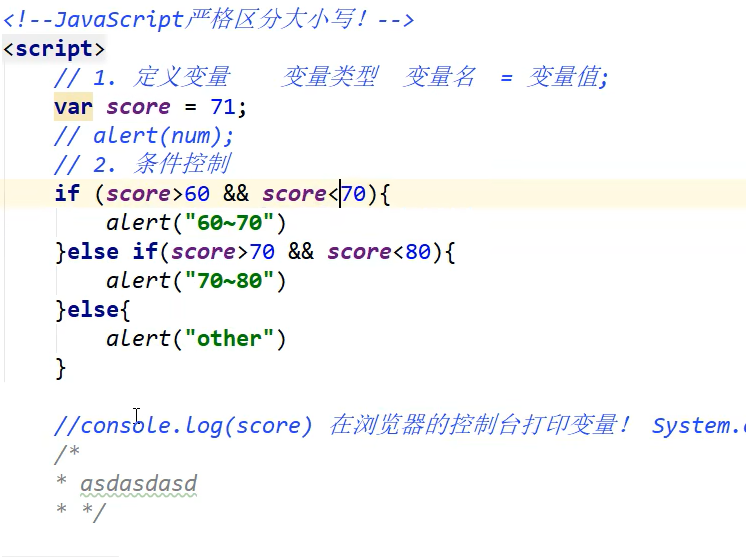 <!--JavaScript严格区分大小写！-->
<script>
// 1. 定义变量 变量类型 变量名 = 变量值;
var score = 71;
// alert(num);
// 2. 条件控制
if (score>60 && score<70){
alert("60~70")
}else if(score>70 && score<80){
alert("70~80")
}else{
alert("other")
}
//console.log(score) 在浏览器的控制台打印变量！ System.
/*
* asdasdasd
* */